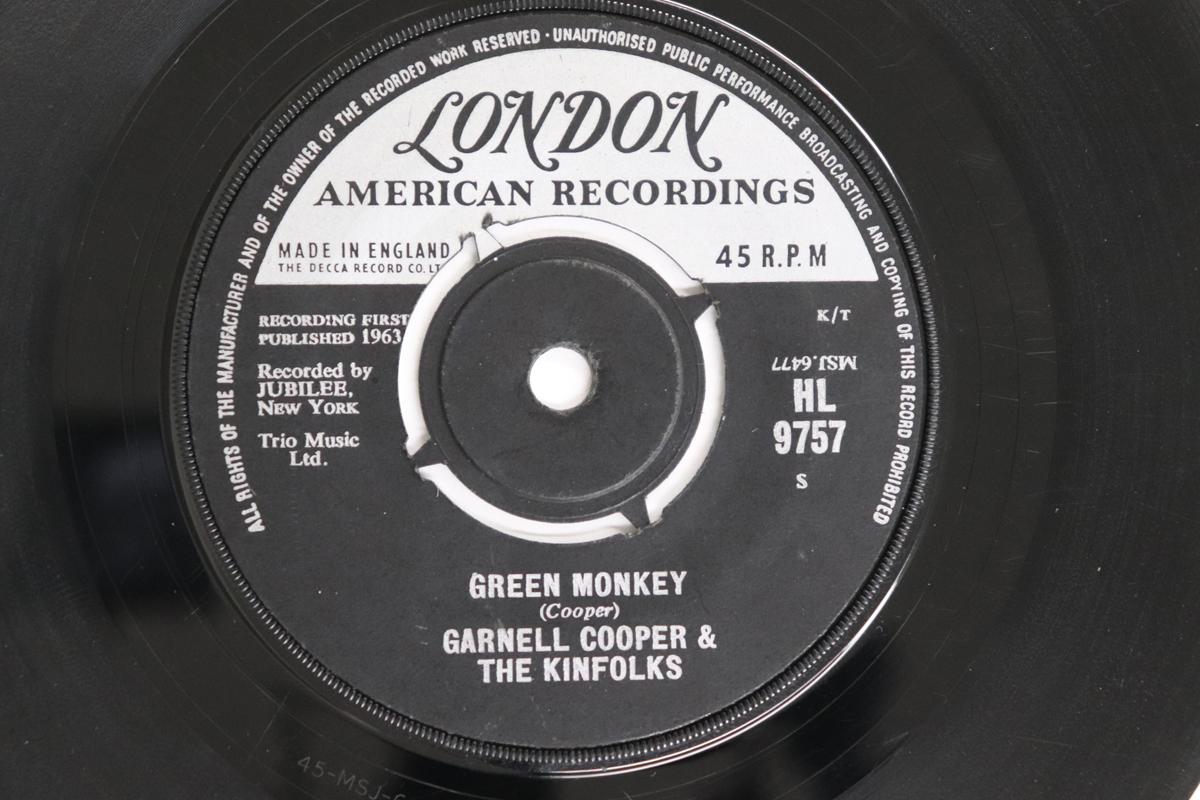 ALL RIGHTS OF THE MANUFACTURER AND OF THE OWNER OF THE RECORDED WORK RESERVED · UNAUTHORISED PUBLIC PERFORMANCE BROADCASTING AND COPYING OF THIS RECORD PROHIBITED
LONDON
AMERICAN RECORDINGS
MADE IN ENGLAND
THE DECCA RECORD CO. LT
45 R.P.M
RECORDING FIRST
PUBLISHED 1963
Recorded by
JUBILEE,
NEW YORK
Trio Music
Ltd.
K/T
MSJ.6477
HL
9757
S
GREEN MONKEY
(Cooper)
GARNELL COOPER &
THE KINFOLKS
45-MSJ-